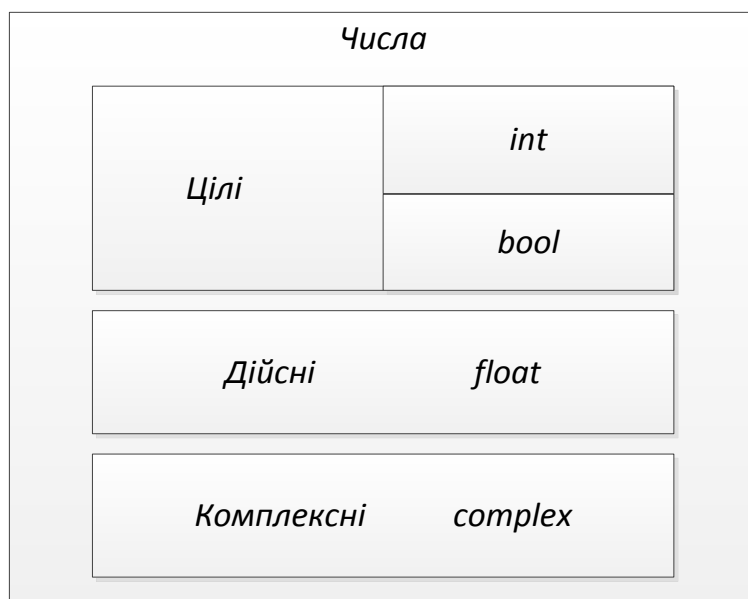 Числа
Цілі
int
bool
Дійсні float
Комплексні complex